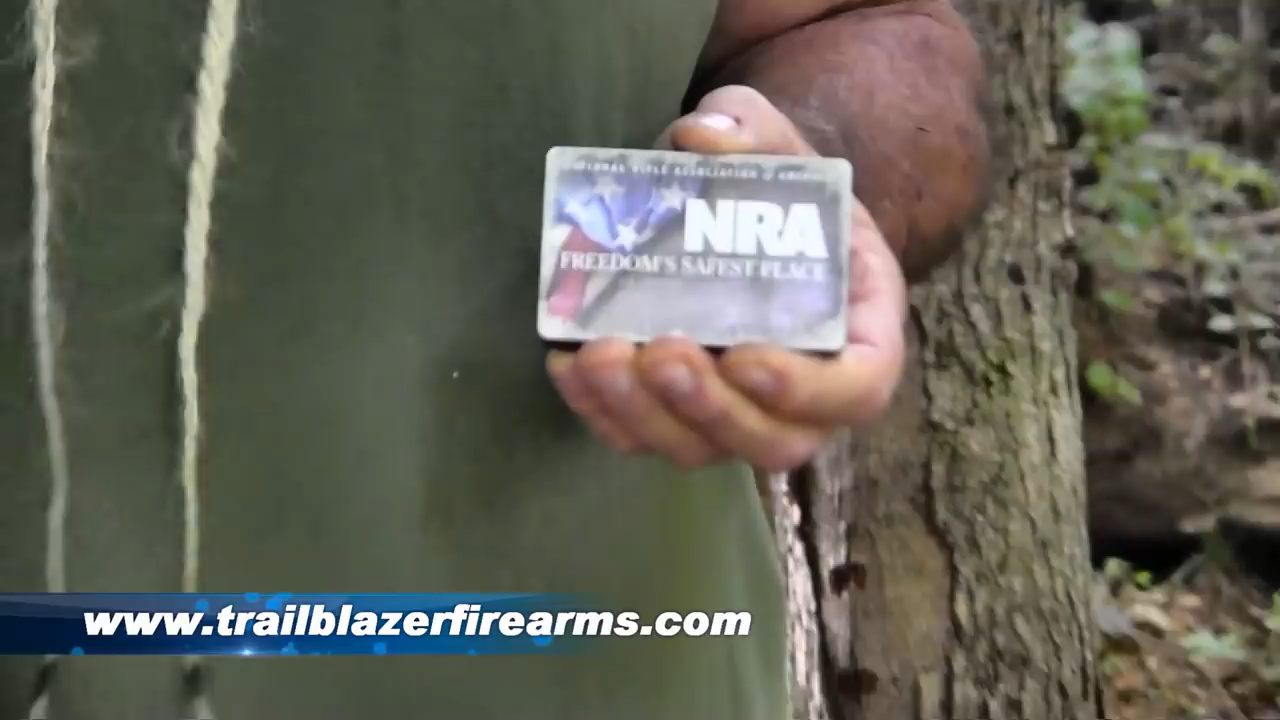 NATIONAL RIFLE ASSOCIATION of AMERICA
NRA
FREEDOM'S SAFEST PLACE
www.trailblazerfirearms.com